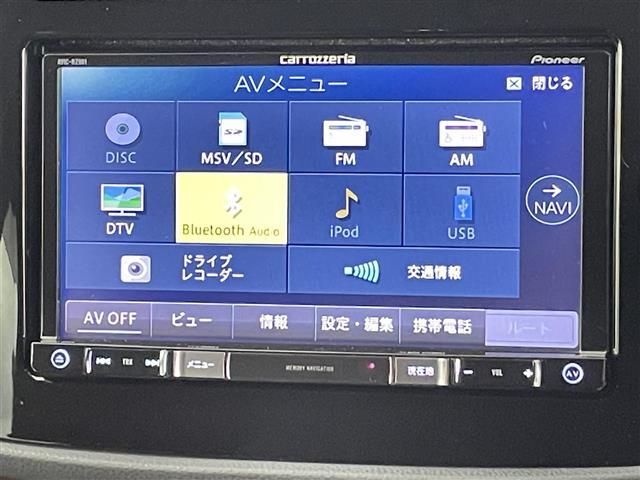 AVIC-RZ901
carrozzeria
Pioneer
AVメニュー
閉じる
DISC
MSV/SD
FM
AM
DTV
Bluetooth Audio
iPod
USB
NAVI
ドライブ
レコーダー
交通情報
AV OFF
ビュー
情報
設定・編集
携帯電話
ルート
TRK
メニュー
MEMORY NAVIGATION
現在地
VOL
AV